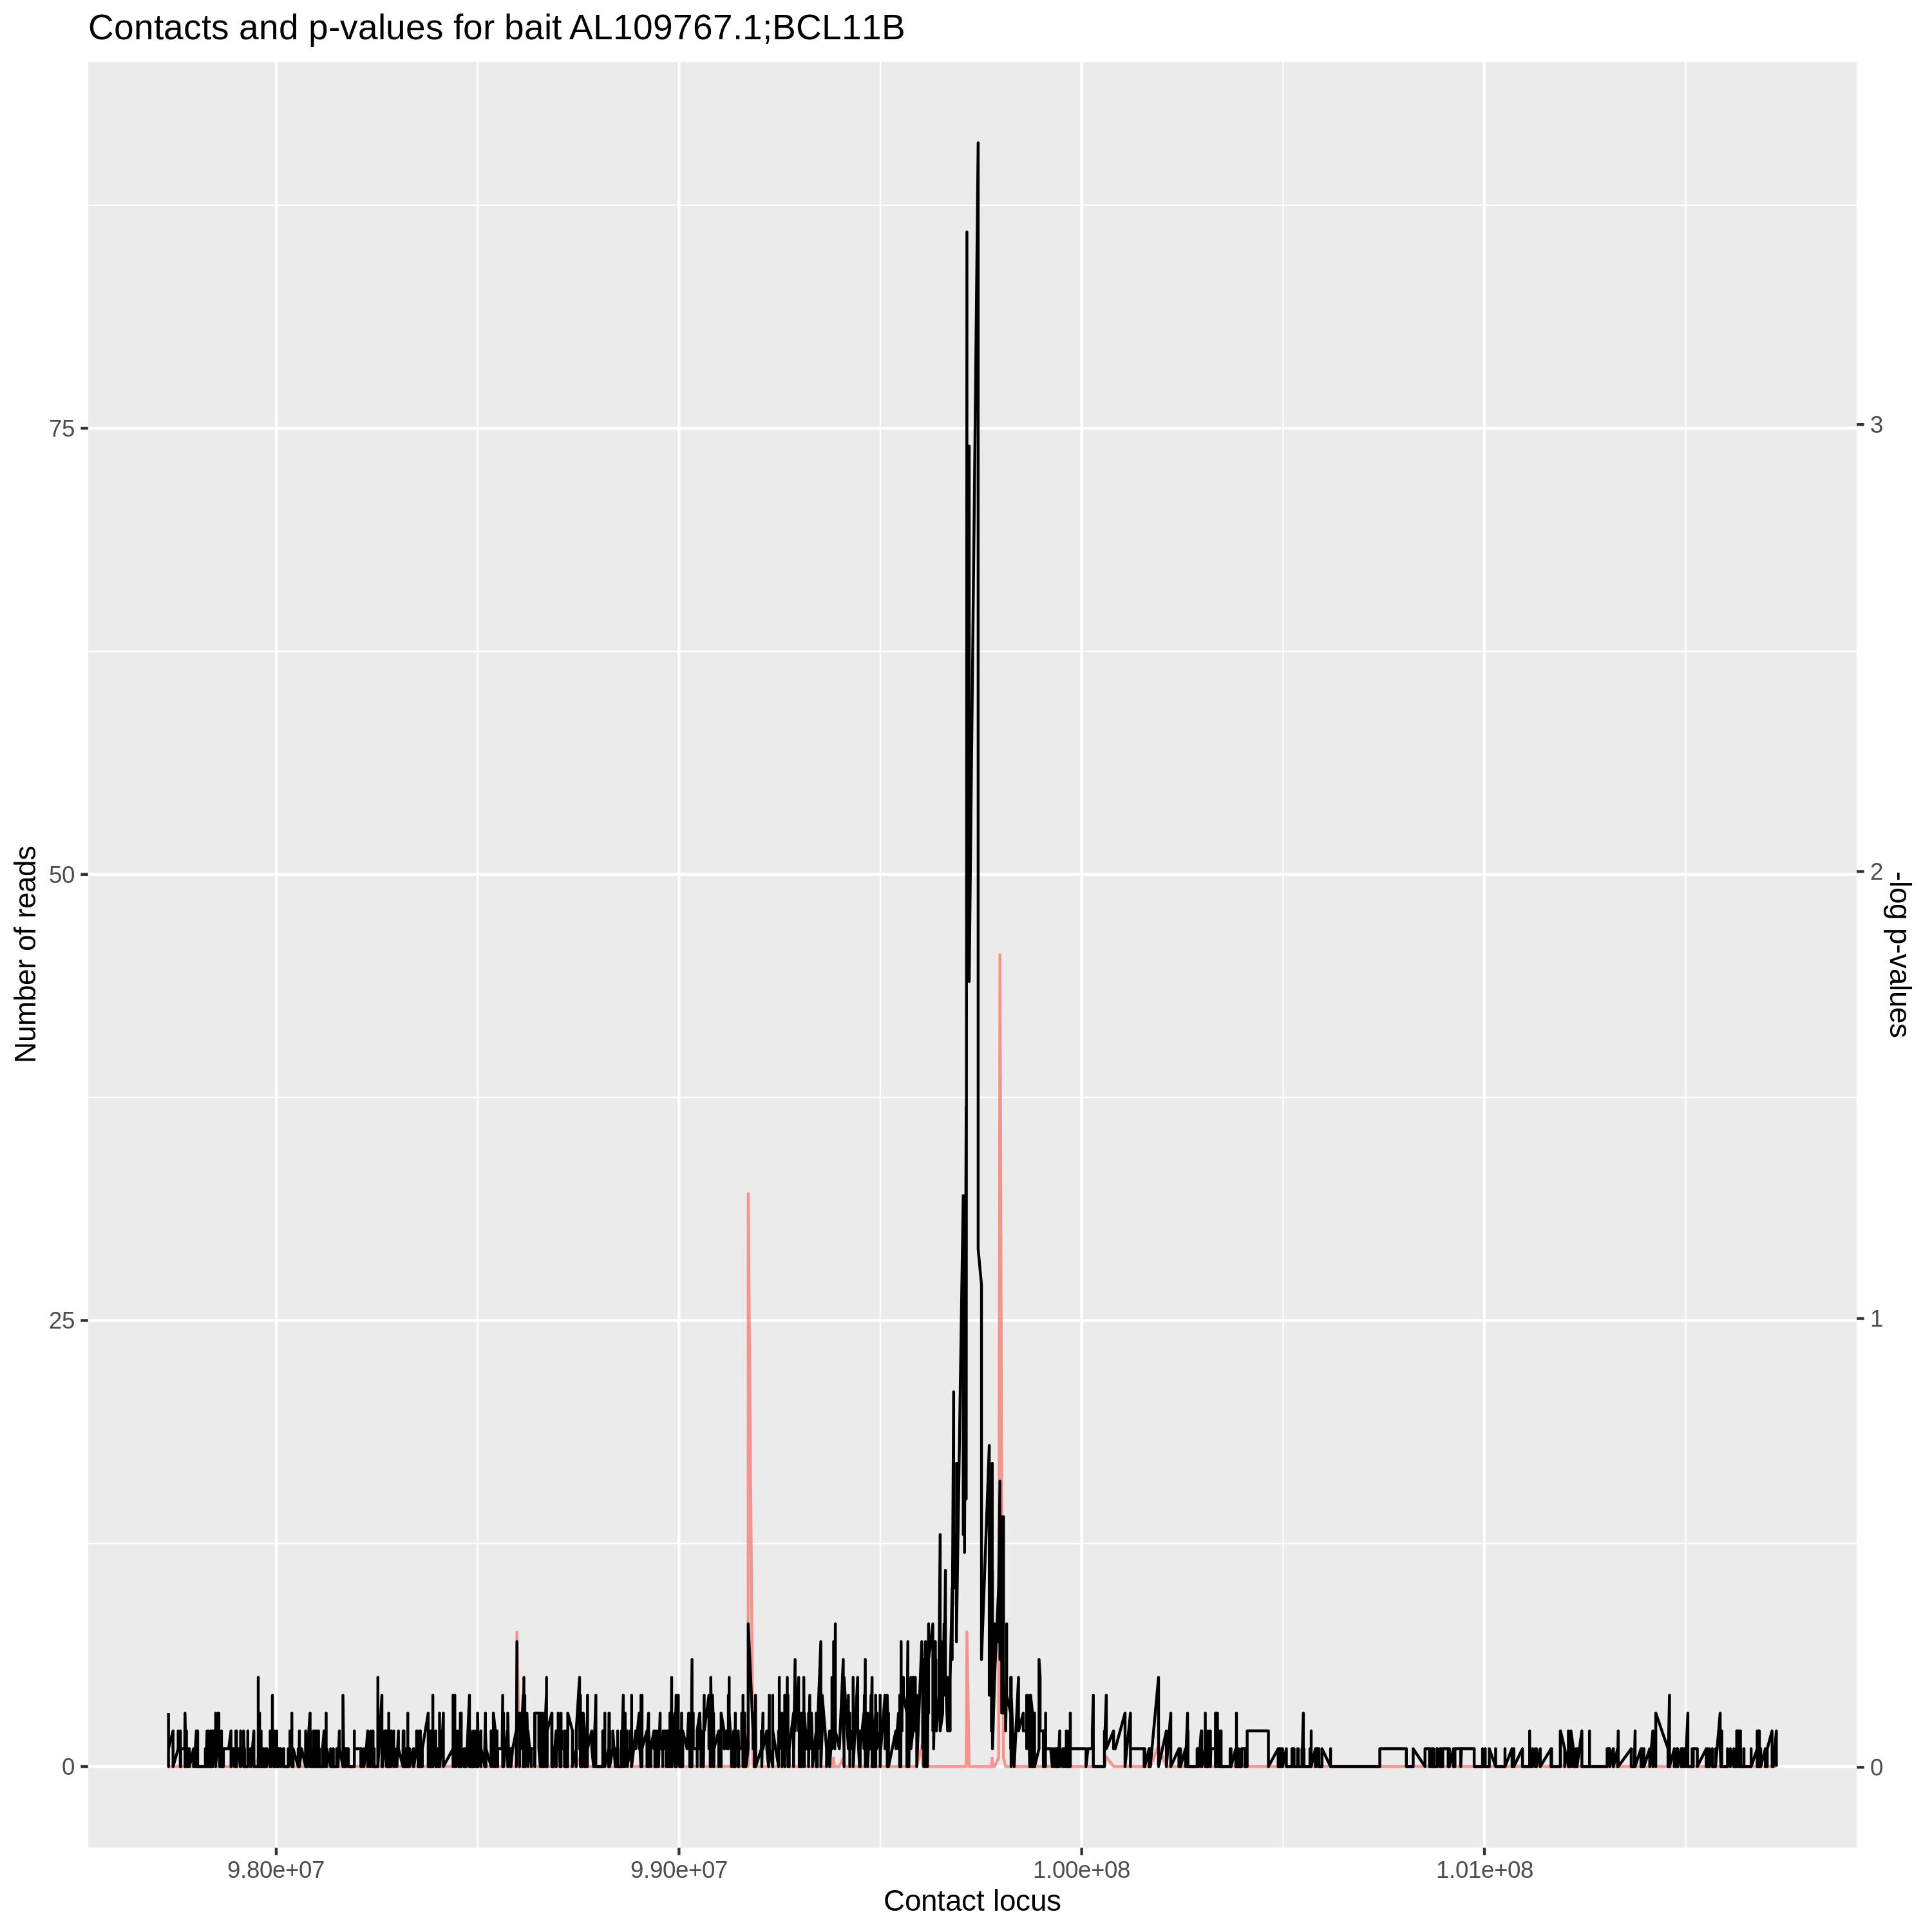 Contacts and p-values for bait AL109767.1;BCL11B
75
50
25
0
Number of reads
3
2
1
0
-log p-values
9.80e+07 9.90e+07 1.00e+08 1.01e+08
Contact locus